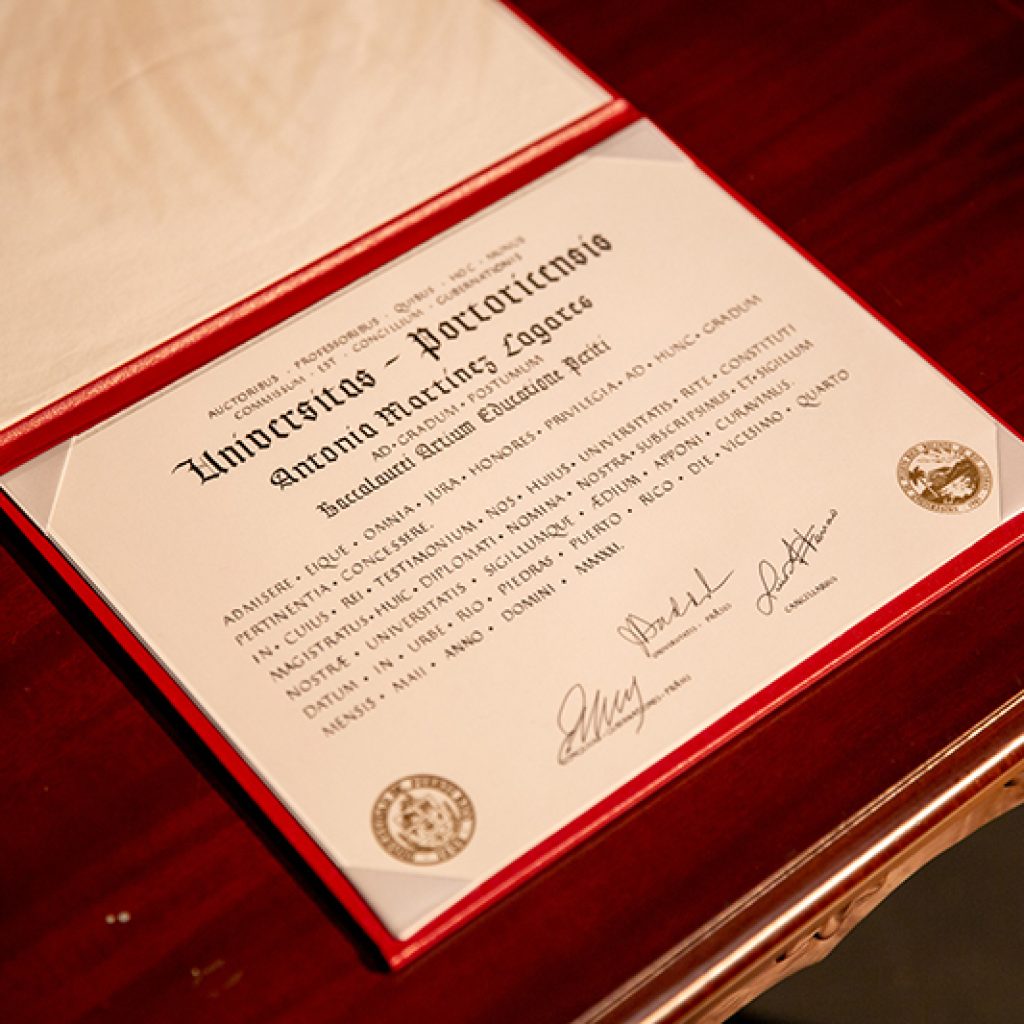 AUCTORIBUS · PROFESSORIBUS · QUIBUS · HOC · MUNUS
COMMISSUM · EST · CONCILLIUM · GUBERNATIONIS
Universitas - Portoricensis
Antonia Martínez Lagares
AD · GRADUM · POSTUMUM
Baccalaurei Artium Educatione Periti
ADMISERE · EIQUE · OMNIA · JURA · HONORES · PRIVILEGIA · AD · HUNC · GRADUM
PERTINENTIA · CONCESSERE.
IN · CUIUS · REI · TESTIMONIUM · NOS · HUIUS · UNIVERSITATIS · RITE · CONSTITUTI
MAGISTRATUS · HUIC · DIPLOMATI · NOMINA · NOSTRA · SUBSCRIPSIMUS · ET · SIGILLUM
NOSTRÆ · UNIVERSITATIS · SIGILLUMQUE · ÆDIUM · APPONI · CURAVIMUS.
DATUM · IN · URBE · RIO · PIEDRAS · PUERTO · RICO · DIE · VICESIMO · QUARTO
MENSIS · MAII · ANNO · DOMINI · MMXXI.
CANCELLARIUS